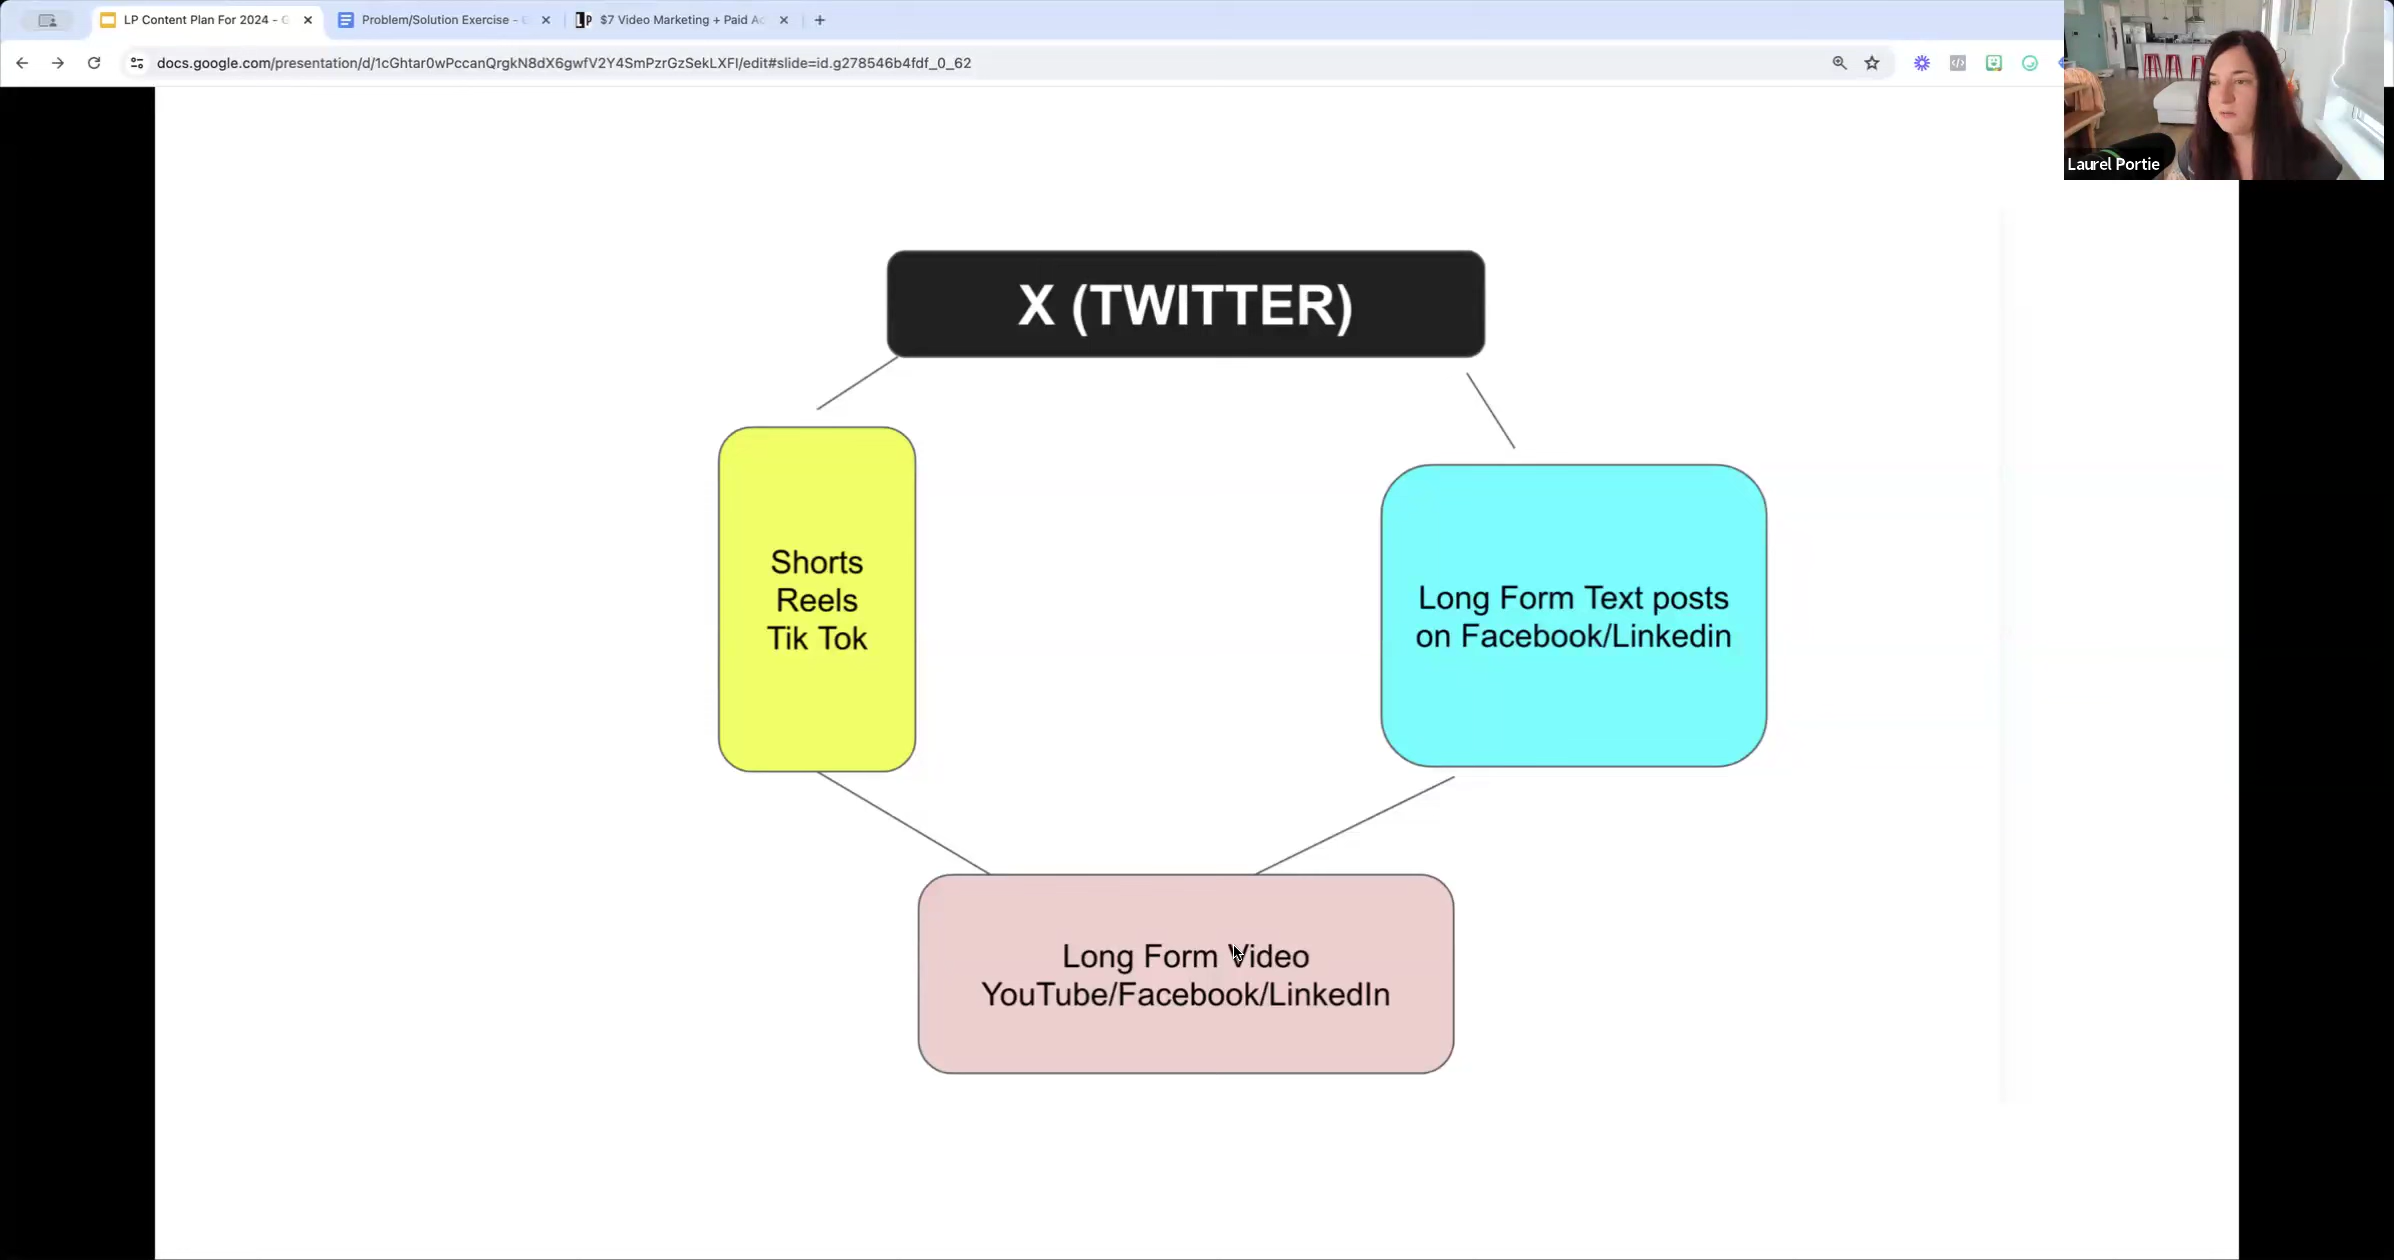 LP Content Plan For 2024 - G
Problem/Solution Exercise - G
LP $7 Video Marketing + Paid Ad
docs.google.com/presentation/d/1cGhtar0wPccanQrgkN8dX6gwfV2Y4SmPzrGzSekLXFI/edit#slide=id.g278546b4fdf_0_62
Laurel Portie
X (TWITTER)
Shorts
Reels
Tik Tok
Long Form Text posts
on Facebook/Linkedin
Long Form Video
YouTube/Facebook/LinkedIn